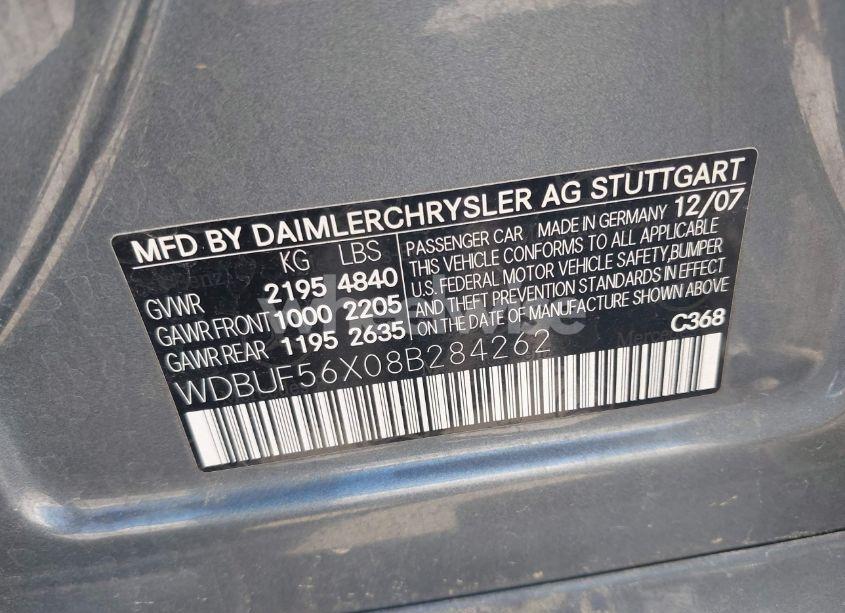 MFD BY DAIMLERCHRYSLER AG STUTTGART
KG LBS
GVWR 2195 4840
GAWR FRONT 1000 2205
GAWR REAR 1195 2635
PASSENGER CAR MADE IN GERMANY 12/07
THIS VEHICLE CONFORMS TO ALL APPLICABLE
U.S. FEDERAL MOTOR VEHICLE SAFETY,BUMPER
AND THEFT PREVENTION STANDARDS IN EFFECT
ON THE DATE OF MANUFACTURE SHOWN ABOVE
C368
WDBUF56X08B284262